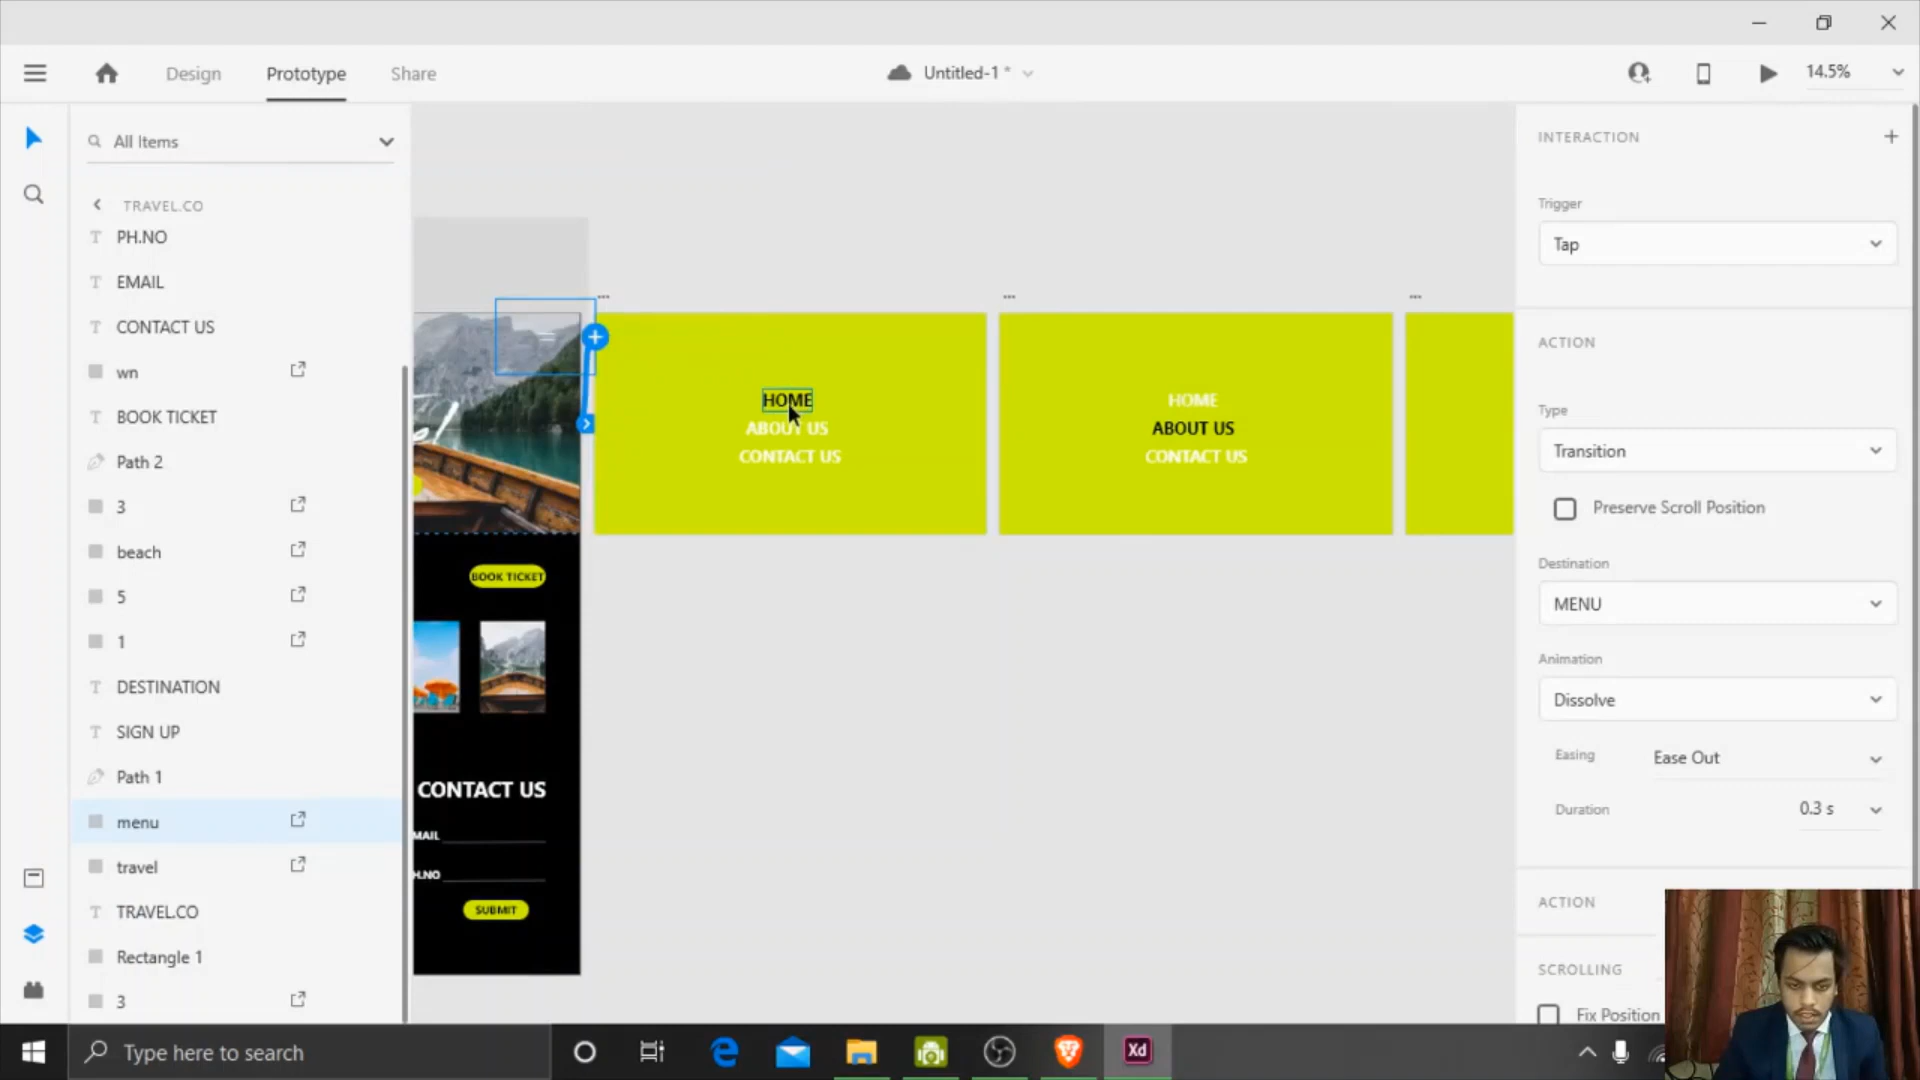 Design
Prototype
Share
Untitled-1 *
14.5%
All Items
TRAVEL.CO
PH.NO
EMAIL
CONTACT US
wn
BOOK TICKET
Path 2
3
beach
5
1
DESTINATION
SIGN UP
Path 1
menu
travel
TRAVEL.CO
Rectangle 1
3
BOOK TICKET
CONTACT US
MAIL
H.NO
SUBMIT
HOME
ABOUT US
CONTACT US
HOME
ABOUT US
CONTACT US
INTERACTION
Trigger
Tap
ACTION
Type
Transition
Preserve Scroll Position
Destination
MENU
Animation
Dissolve
Easing
Ease Out
Duration
0.3 s
ACTION
SCROLLING
Fix Position
Type here to search
Xd